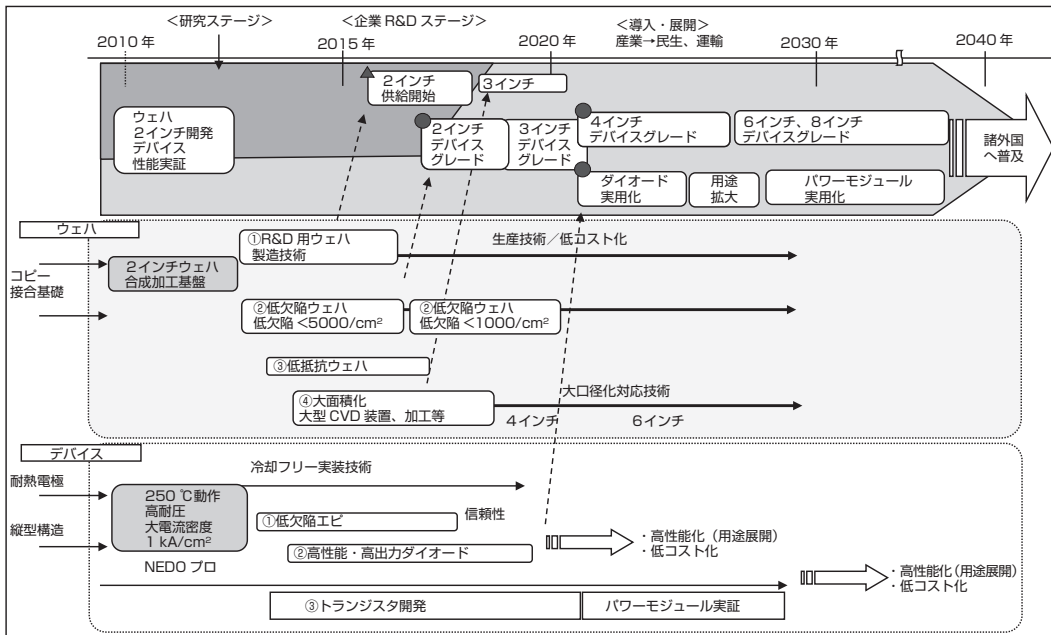 <研究ステージ>
<企業 R&D ステージ>
<導入・展開>
産業→民生、運輸
2010 年
2015 年
2020 年
2030 年
2040 年
2インチ
供給開始
3インチ
ウェハ
2インチ開発
デバイス
性能実証
2インチ
デバイス
グレード
3インチ
デバイス
グレード
4インチ
デバイスグレード
6インチ、8インチ
デバイスグレード
諸外国
へ普及
ダイオード
実用化
用途
拡大
パワーモジュール
実用化
ウェハ
コピー
接合基礎
2インチウェハ
合成加工基盤
①R&D 用ウェハ
製造技術
生産技術/低コスト化
②低欠陥ウェハ
低欠陥 <5000/cm²
②低欠陥ウェハ
低欠陥 <1000/cm²
③低抵抗ウェハ
④大面積化
大型 CVD 装置、加工等
大口径化対応技術
4インチ
6インチ
デバイス
耐熱電極
縦型構造
250 ℃動作
高耐圧
大電流密度
1 kA/cm²
NEDO プロ
冷却フリー実装技術
信頼性
①低欠陥エピ
②高性能・高出力ダイオード
・高性能化(用途展開)
・低コスト化
・高性能化(用途展開)
・低コスト化
③トランジスタ開発
パワーモジュール実証